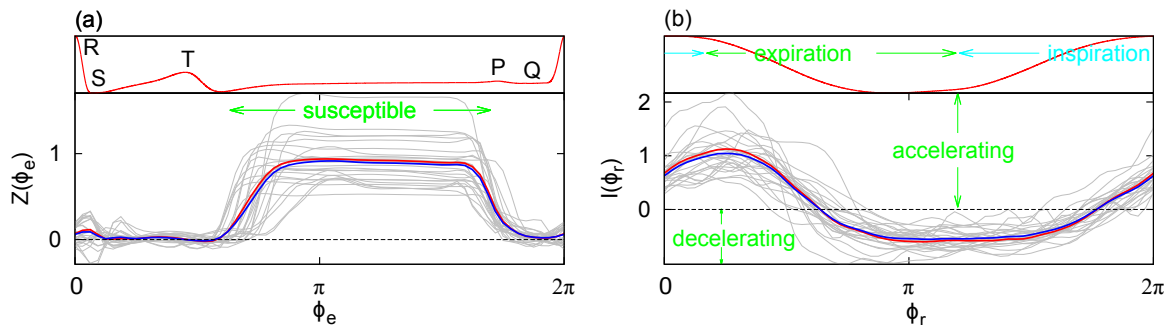 (a)
R
S
T
P
Q
susceptible
Z(ϕe)
1
0
0
π
2π
ϕe
(b)
expiration
inspiration
I(ϕr)
2
1
0
accelerating
decelerating
0
π
2π
ϕr